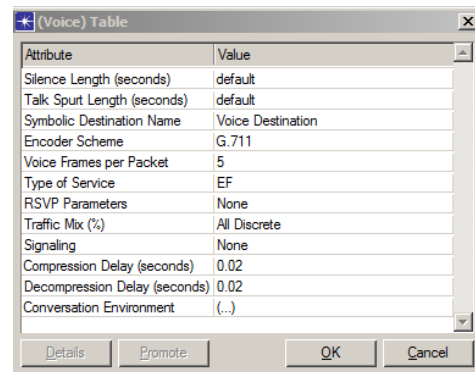 (Voice) Table
Attribute Value
Silence Length (seconds) default
Talk Spurt Length (seconds) default
Symbolic Destination Name Voice Destination
Encoder Scheme G.711
Voice Frames per Packet 5
Type of Service EF
RSVP Parameters None
Traffic Mix (%) All Discrete
Signaling None
Compression Delay (seconds) 0.02
Decompression Delay (seconds) 0.02
Conversation Environment (...)
Details Promote OK Cancel